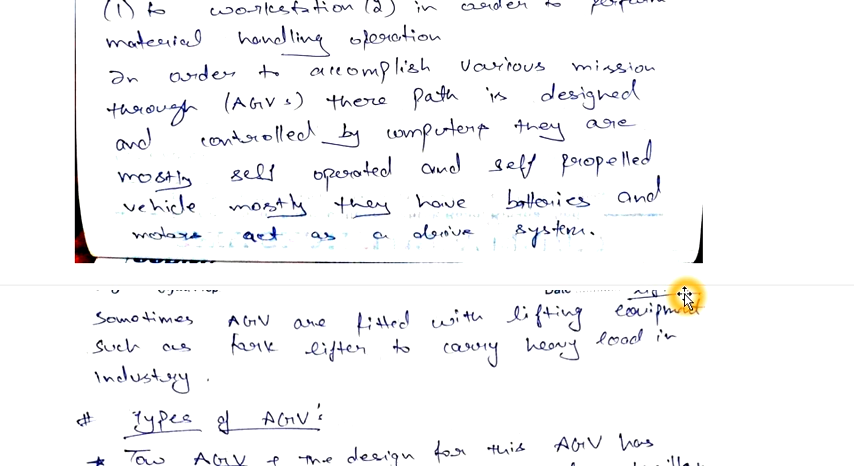 (1) to workstation (2) in order to perform
material handling operation
In order to accomplish various mission
through (AGVs) there path is designed
and controlled by computers they are
mostly self operated and self propelled
vehicle mostly they have batteries and
motors act as a drive system.
Date
Sometimes AGV are fitted with lifting equipment
such as fork lifter to carry heavy load in
Industry.
# Types of AGV:
* Tow AGV the design for this AGV has